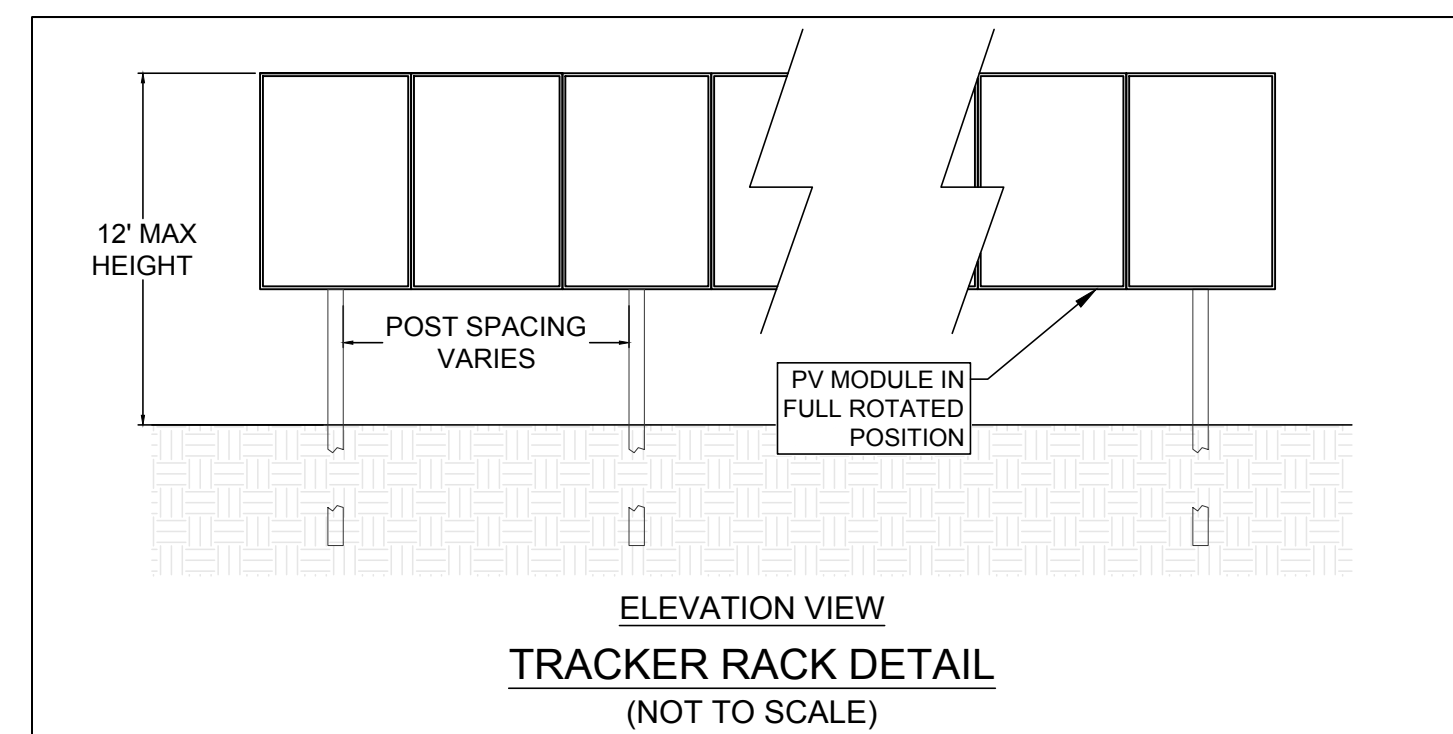 12' MAX
HEIGHT
POST SPACING
VARIES
PV MODULE IN
FULL ROTATED
POSITION
ELEVATION VIEW
TRACKER RACK DETAIL
(NOT TO SCALE)